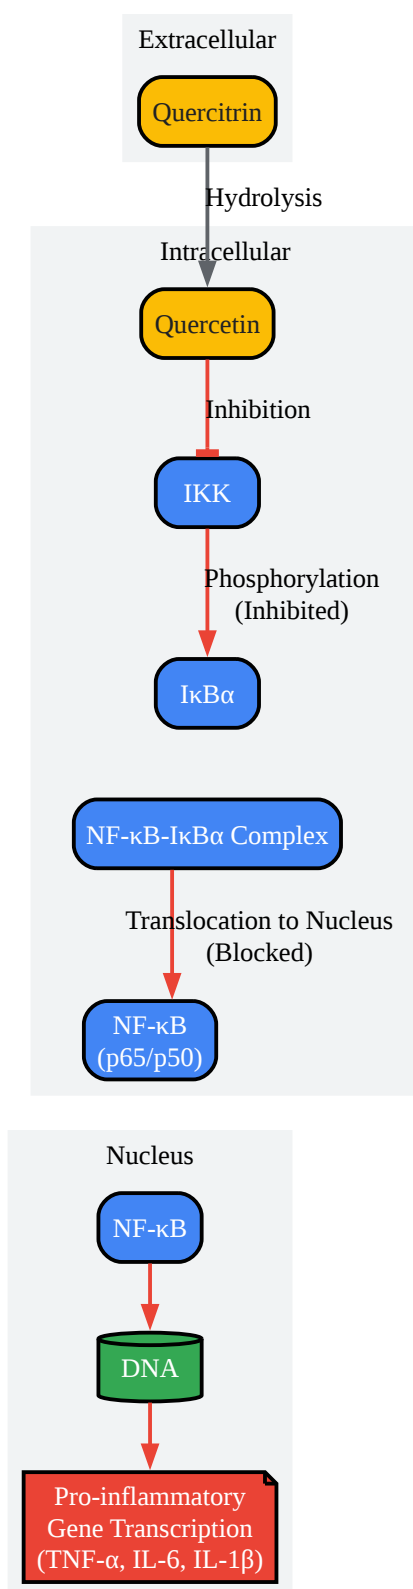 Extracellular
Quercitrin
Hydrolysis
Intracellular
Quercetin
Inhibition
IKK
Phosphorylation
(Inhibited)
IκBα
NF-κB-IκBα Complex
Translocation to Nucleus
(Blocked)
NF-κB
(p65/p50)
Nucleus
NF-κB
DNA
Pro-inflammatory
Gene Transcription
(TNF-α, IL-6, IL-1β)